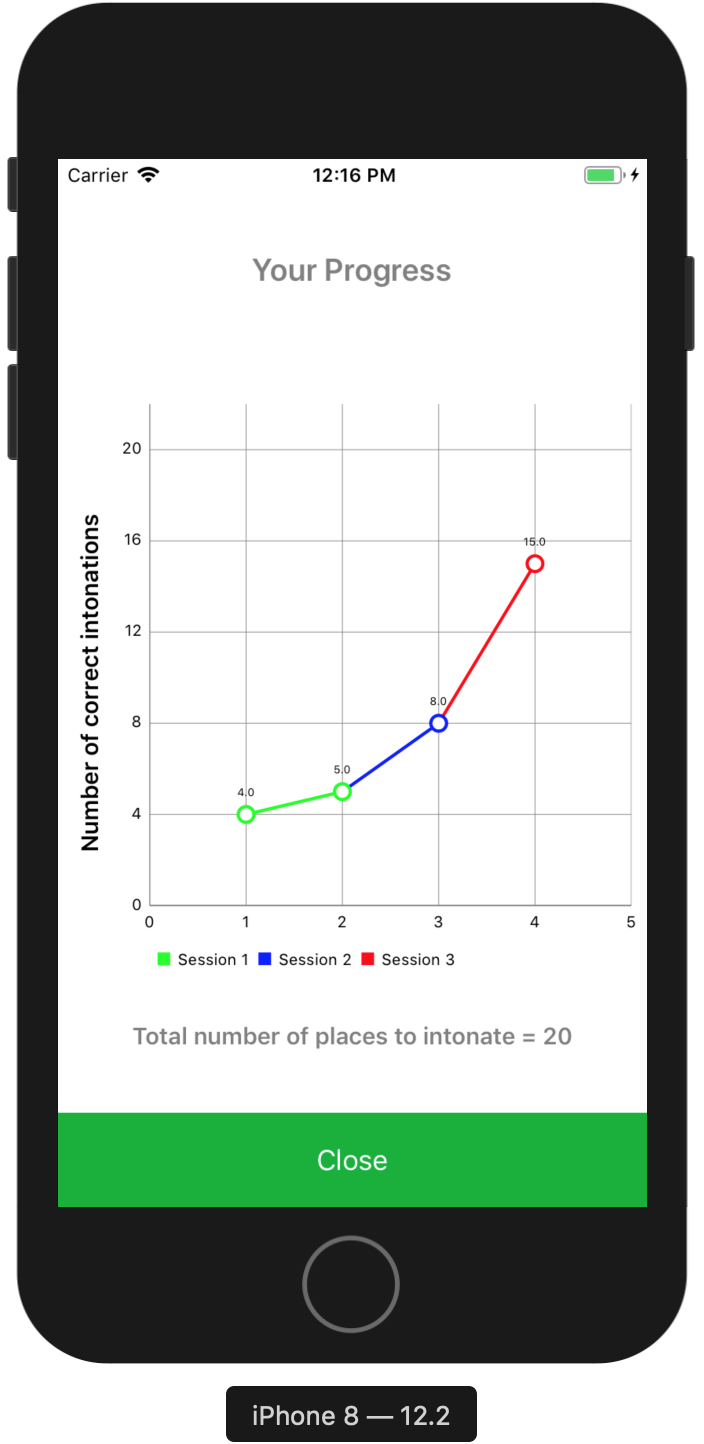 Carrier 12:16 PM
Your Progress
Number of correct intonations
20
16
15.0
12
8
8.0
5.0
4
4.0
0
0 1 2 3 4 5
Session 1 Session 2 Session 3
Total number of places to intonate = 20
Close
iPhone 8 — 12.2